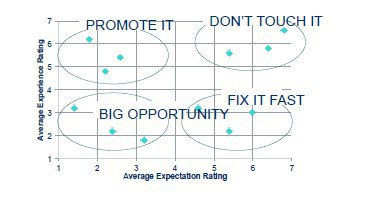 PROMOTE IT
DON'T TOUCH IT
BIG OPPORTUNITY
FIX IT FAST
Average Experience Rating
7
6
5
4
3
2
1
1 2 3 4 5 6 7
Average Expectation Rating